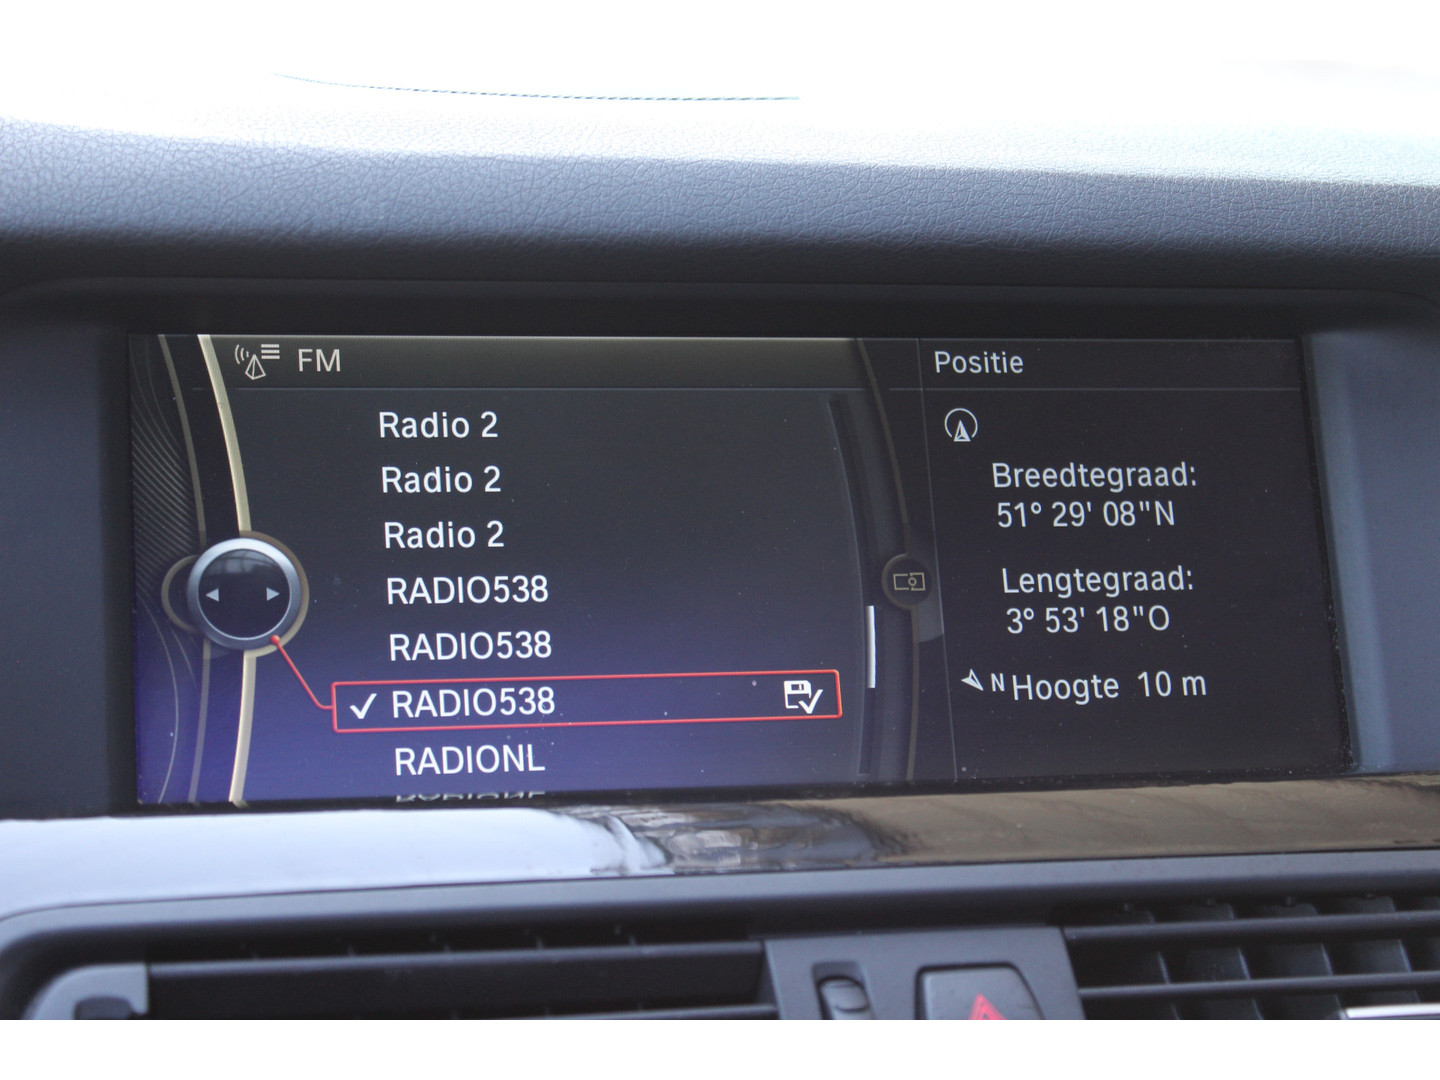 FM
Radio 2
Radio 2
Radio 2
RADIO538
RADIO538
✓ RADIO538
RADIONL
Positie
Breedtegraad:
51° 29' 08"N
Lengtegraad:
3° 53' 18"O
N Hoogte 10 m